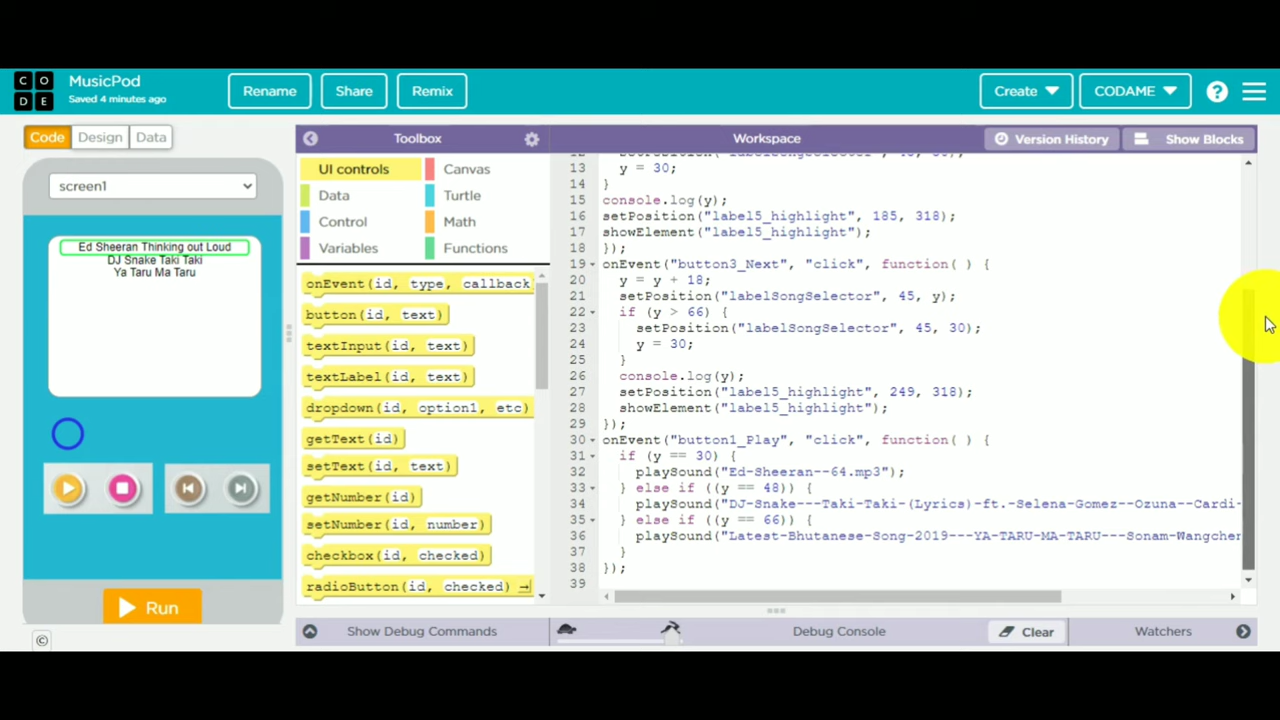 C O
D E
MusicPod
Saved 4 minutes ago
Rename
Share
Remix
Create
CODAME
?
Code
Design
Data
Toolbox
Workspace
Version History
Show Blocks
screen1
Ed Sheeran Thinking out Loud
DJ Snake Taki Taki
Ya Taru Ma Taru
Run
©
UI controls
Canvas
Data
Turtle
Control
Math
Variables
Functions
onEvent(id, type, callback
button(id, text)
textInput(id, text)
textLabel(id, text)
dropdown(id, option1, etc)
getText(id)
setText(id, text)
getNumber(id)
setNumber(id, number)
checkbox(id, checked)
radioButton(id, checked)
13 y = 30;
14 }
15 console.log(y);
16 setPosition("label5_highlight", 185, 318);
17 showElement("label5_highlight");
18 });
19 onEvent("button3_Next", "click", function( ) {
20 y = y + 18;
21 setPosition("labelSongSelector", 45, y);
22 if (y > 66) {
23 setPosition("labelSongSelector", 45, 30);
24 y = 30;
25 }
26 console.log(y);
27 setPosition("label5_highlight", 249, 318);
28 showElement("label5_highlight");
29 });
30 onEvent("button1_Play", "click", function( ) {
31 if (y == 30) {
32 playSound("Ed-Sheeran--64.mp3");
33 } else if ((y == 48)) {
34 playSound("DJ-Snake---Taki-Taki-(Lyrics)-ft.-Selena-Gomez--Ozuna--Cardi-
35 } else if ((y == 66)) {
36 playSound("Latest-Bhutanese-Song-2019---YA-TARU-MA-TARU---Sonam-Wangchen
37 }
38 });
39
Show Debug Commands
Debug Console
Clear
Watchers